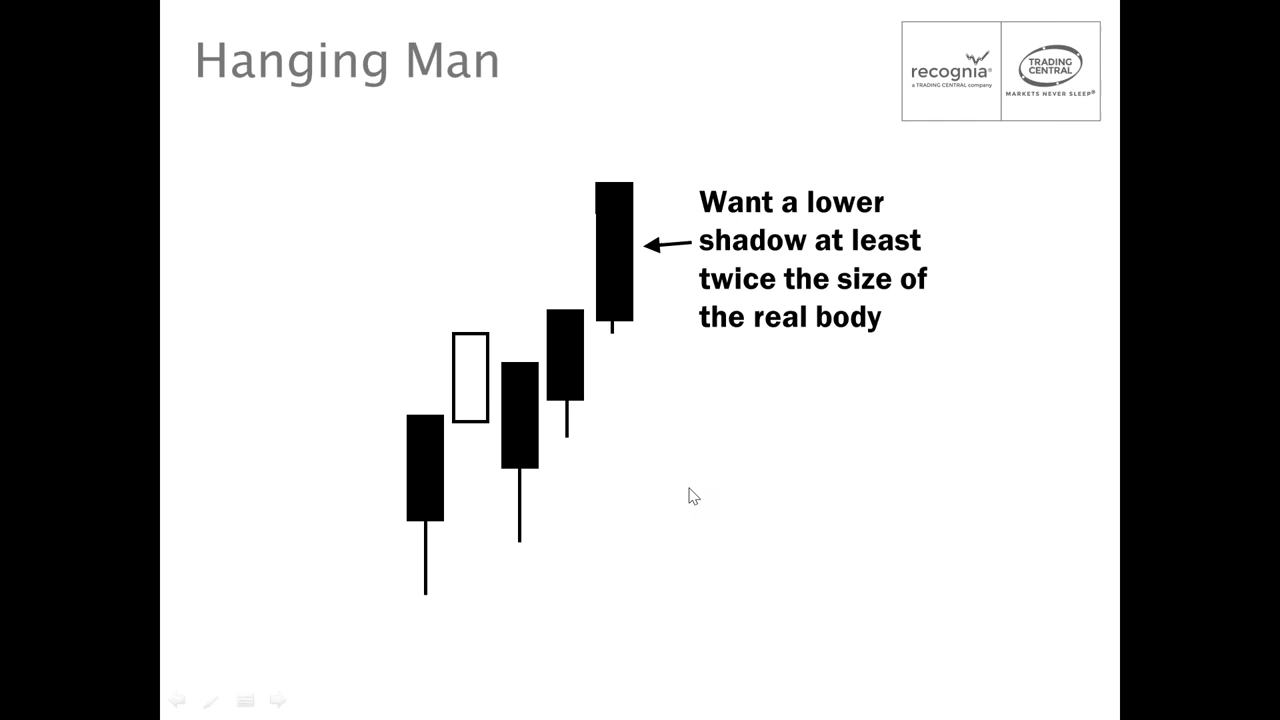 Hanging Man
recognia®
a TRADING CENTRAL company
TRADING
CENTRAL
MARKETS NEVER SLEEP®
Want a lower
shadow at least
twice the size of
the real body